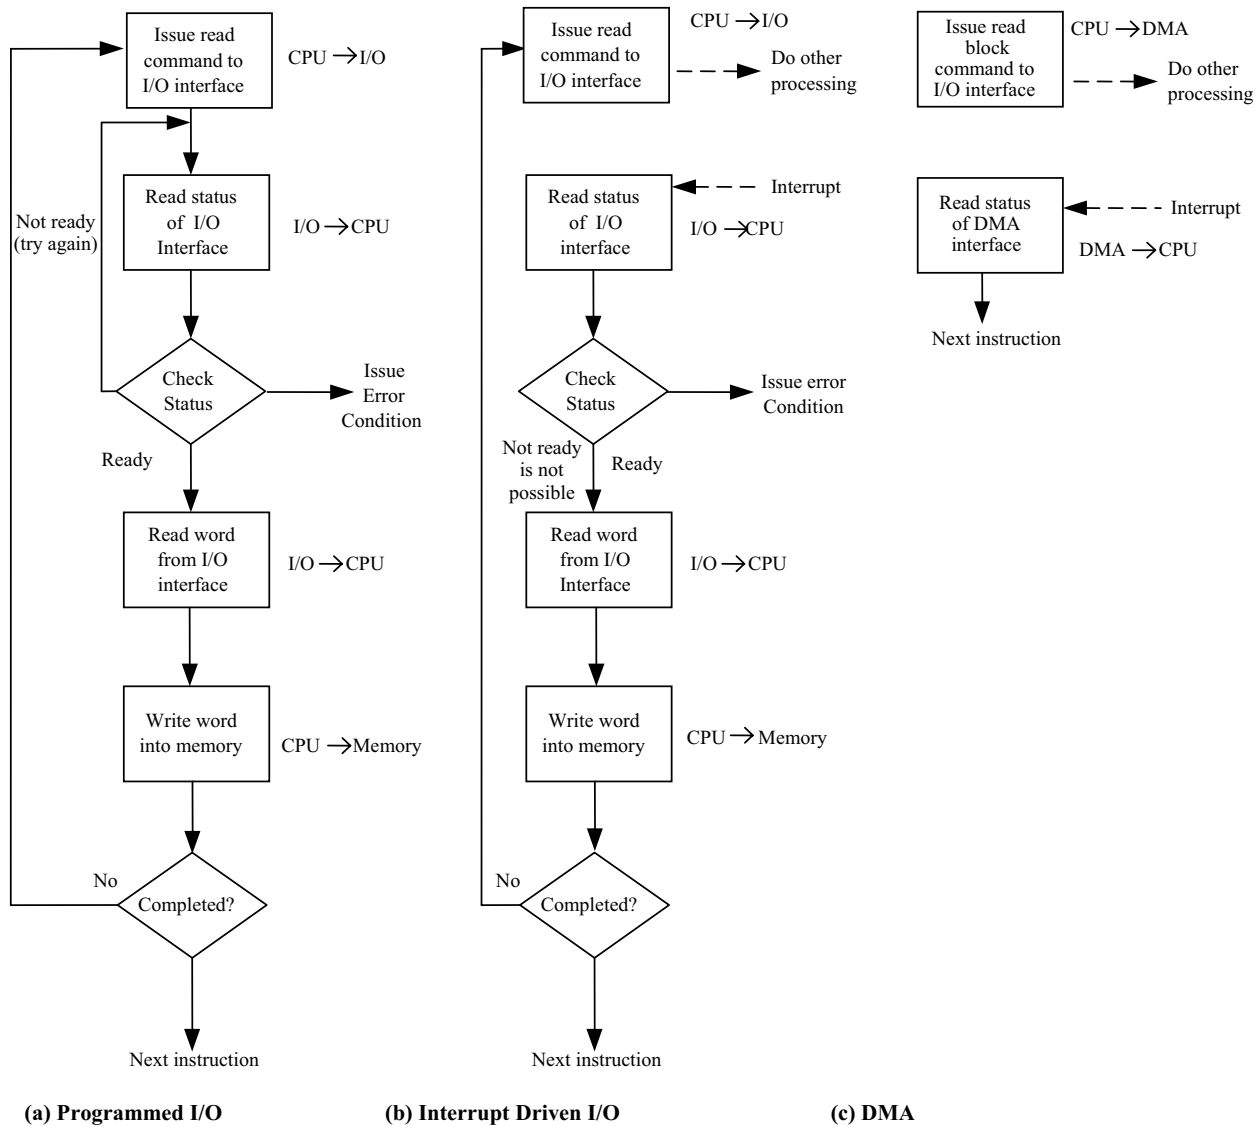 Issue read
command to
I/O interface
CPU → I/O
Not ready
(try again)
Read status
of I/O
Interface
I/O → CPU
Check
Status
Issue
Error
Condition
Ready
Read word
from I/O
interface
I/O → CPU
Write word
into memory
CPU → Memory
No
Completed?
Next instruction
(a) Programmed I/O
Issue read
command to
I/O interface
CPU → I/O
Do other
processing
Read status
of I/O
interface
Interrupt
I/O → CPU
Check
Status
Issue error
Condition
Not ready
is not
possible
Ready
Read word
from I/O
Interface
I/O → CPU
Write word
into memory
CPU → Memory
No
Completed?
Next instruction
(b) Interrupt Driven I/O
Issue read
block
command to
I/O interface
CPU → DMA
Do other
processing
Read status
of DMA
interface
Interrupt
DMA → CPU
Next instruction
(c) DMA